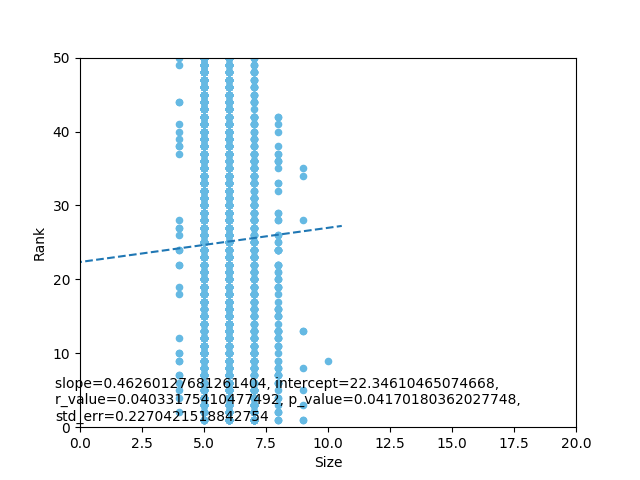 50
40
30
20
10
0
Rank
slope=0.46260127681261404, intercept=22.34610465074668,
r_value=0.04033175410477492, p_value=0.04170180362027748,
std_err=0.2270421518842754
0.0 2.5 5.0 7.5 10.0 12.5 15.0 17.5 20.0
Size